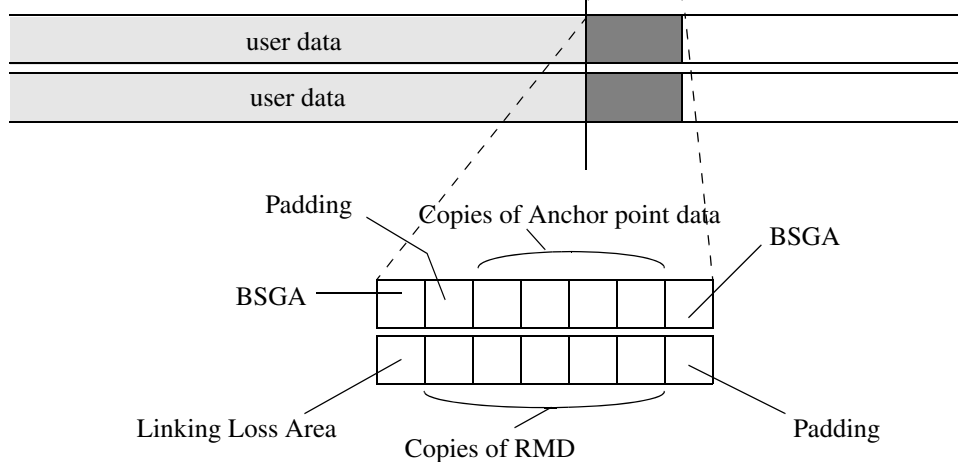 user data
user data
Padding
Copies of Anchor point data
BSGA
BSGA
Linking Loss Area
Copies of RMD
Padding